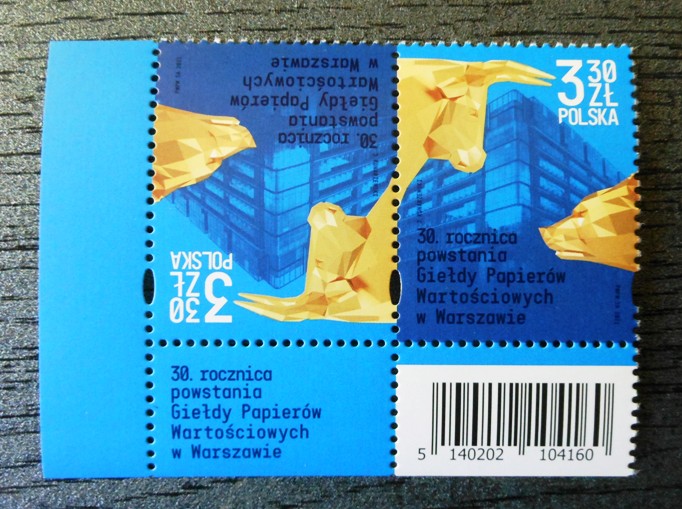 30. rocznica
powstania
Giełdy Papierów
Wartościowych
w Warszawie
3 30 ZŁ
POLSKA
3 30 ZŁ
POLSKA
30. rocznica
powstania
Giełdy Papierów
Wartościowych
w Warszawie
30. rocznica
powstania
Giełdy Papierów
Wartościowych
w Warszawie
5 140202 104160